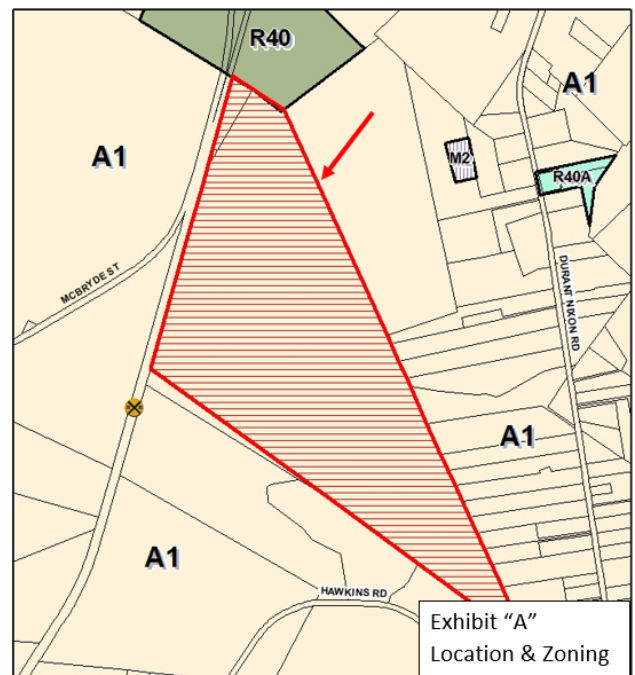 R40
A1
A1
M2
R40A
MCBRYDE ST
DURANT NIXON RD
A1
A1
HAWKINS RD
Exhibit “A”
Location & Zoning